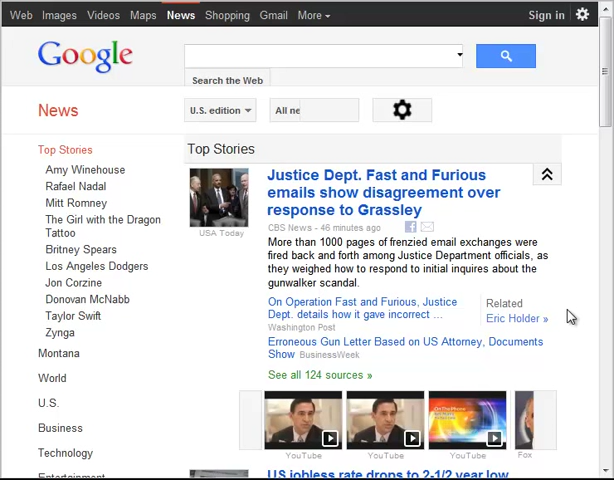 Web Images Videos Maps News Shopping Gmail More Sign in
Google
Search the Web
News
U.S. edition
All ne
Top Stories
Top Stories
Amy Winehouse
Rafael Nadal
Mitt Romney
The Girl with the Dragon
Tattoo
Britney Spears
Los Angeles Dodgers
Jon Corzine
Donovan McNabb
Taylor Swift
Zynga
Montana
World
U.S.
Business
Technology
Entertainment
Justice Dept. Fast and Furious
emails show disagreement over
response to Grassley
USA Today
CBS News - 46 minutes ago
More than 1000 pages of frenzied email exchanges were
fired back and forth among Justice Department officials, as
they weighed how to respond to initial inquires about the
gunwalker scandal.
On Operation Fast and Furious, Justice
Dept. details how it gave incorrect ...
Washington Post
Related
Eric Holder »
Erroneous Gun Letter Based on US Attorney, Documents
Show BusinessWeek
See all 124 sources »
YouTube YouTube YouTube Fox
US jobless rate drops to 2-1/2 year low